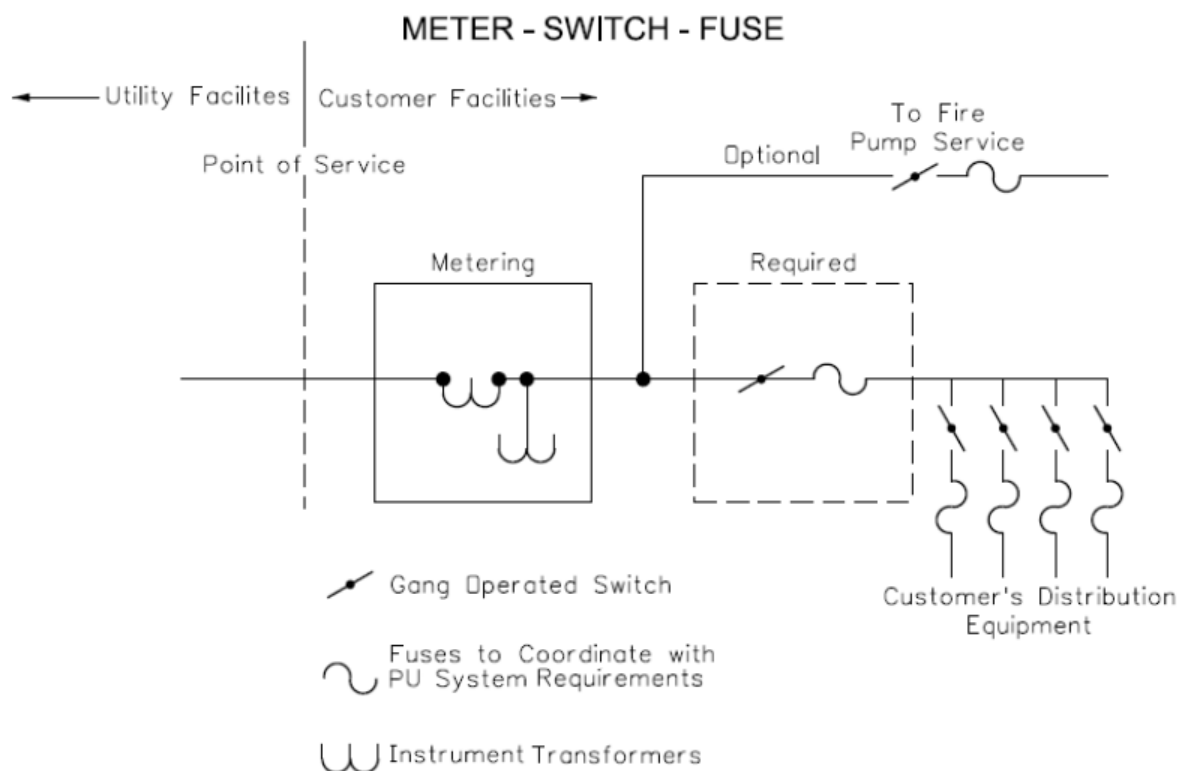 METER - SWITCH - FUSE
Utility Facilites
Customer Facilities
Point of Service
To Fire
Pump Service
Optional
Metering
Required
Gang Operated Switch
Customer's Distribution
Equipment
Fuses to Coordinate with
PU System Requirements
Instrument Transformers